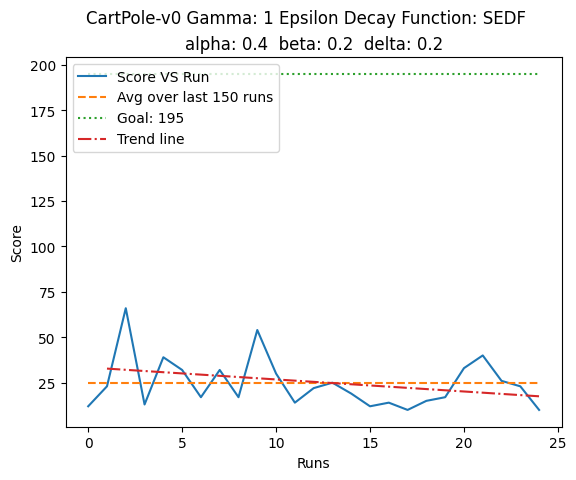 CartPole-v0 Gamma: 1 Epsilon Decay Function: SEDF
alpha: 0.4 beta: 0.2 delta: 0.2
Score VS Run
Avg over last 150 runs
Goal: 195
Trend line
200
175
150
125
100
75
50
25
Score
0
5
10
15
20
25
Runs